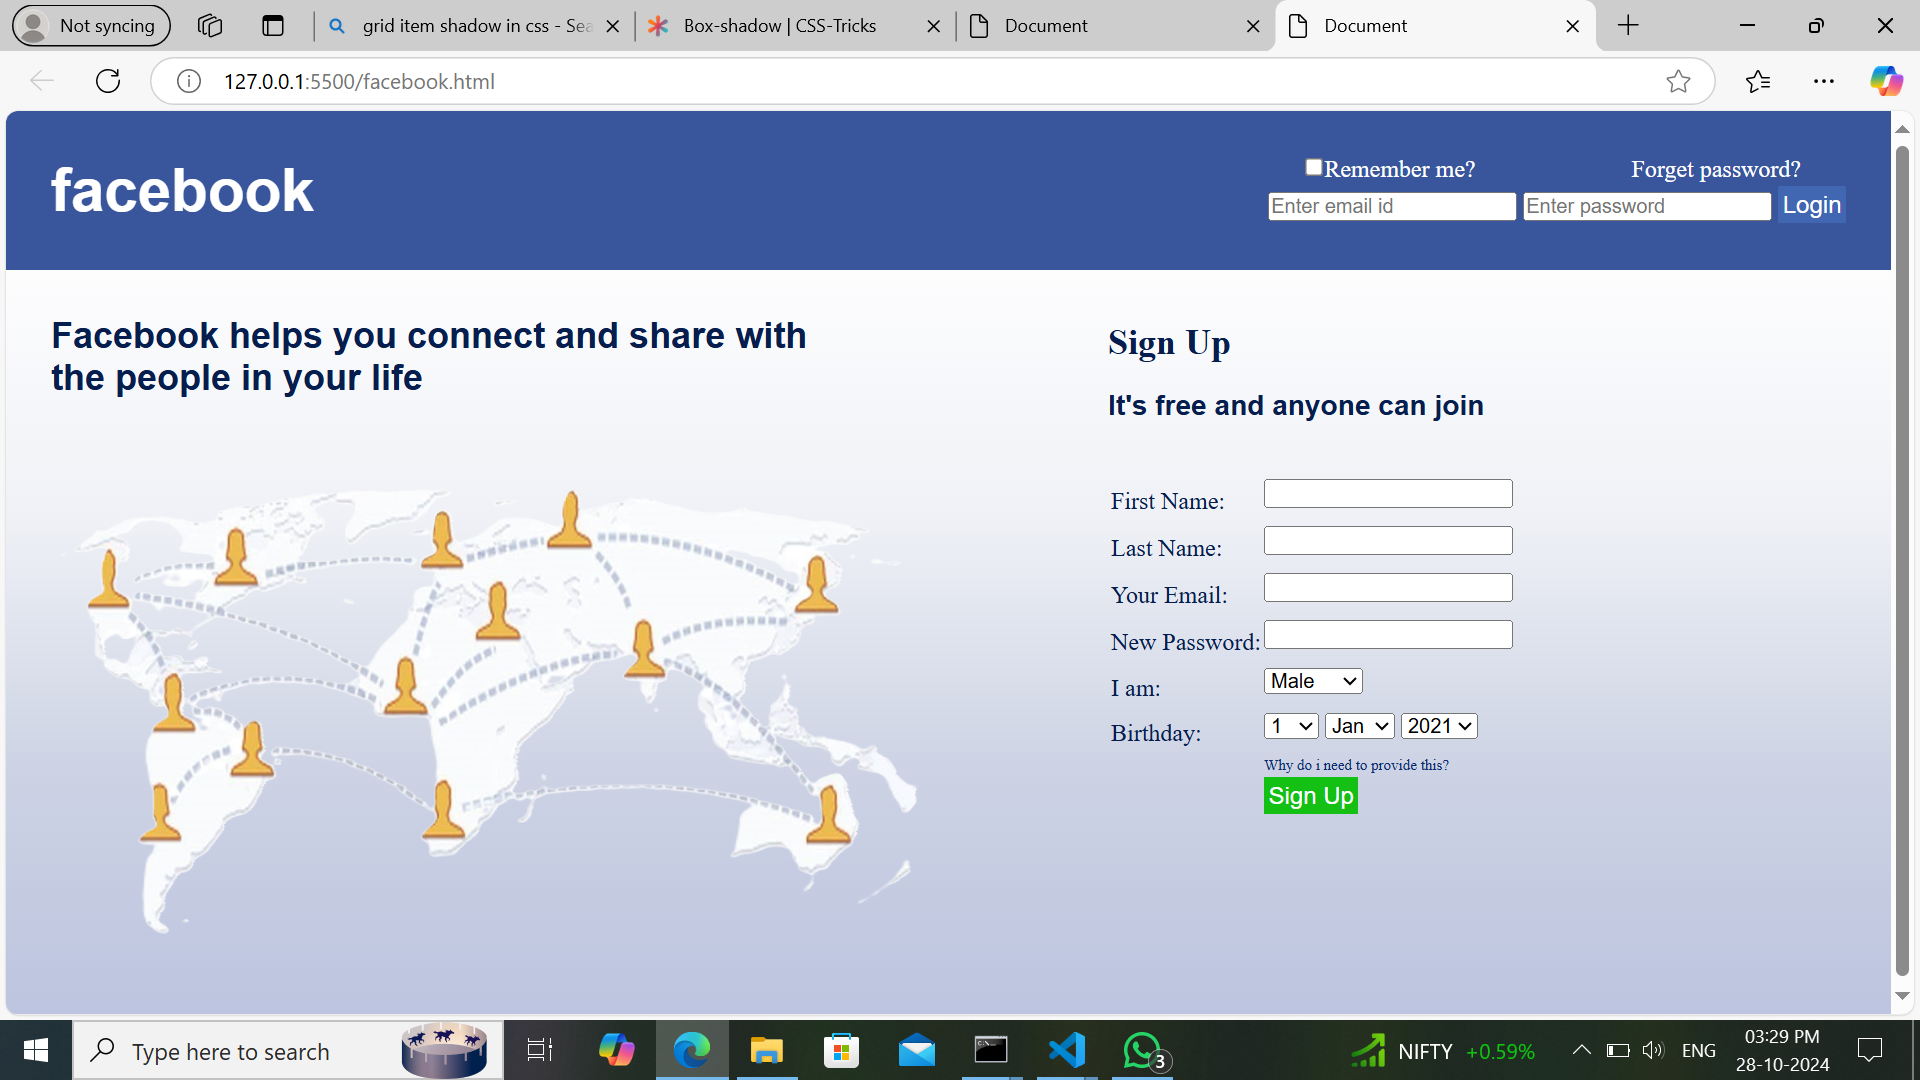 Not syncing
grid item shadow in css - Sea
Box-shadow | CSS-Tricks
Document
Document
127.0.0.1:5500/facebook.html
facebook
Remember me?
Forget password?
Enter email id
Enter password
Login
Facebook helps you connect and share with
the people in your life
Sign Up
It's free and anyone can join
First Name:
Last Name:
Your Email:
New Password:
I am:
Male
Birthday:
1
Jan
2021
Why do i need to provide this?
Sign Up
Type here to search
3
NIFTY +0.59%
ENG
03:29 PM
28-10-2024